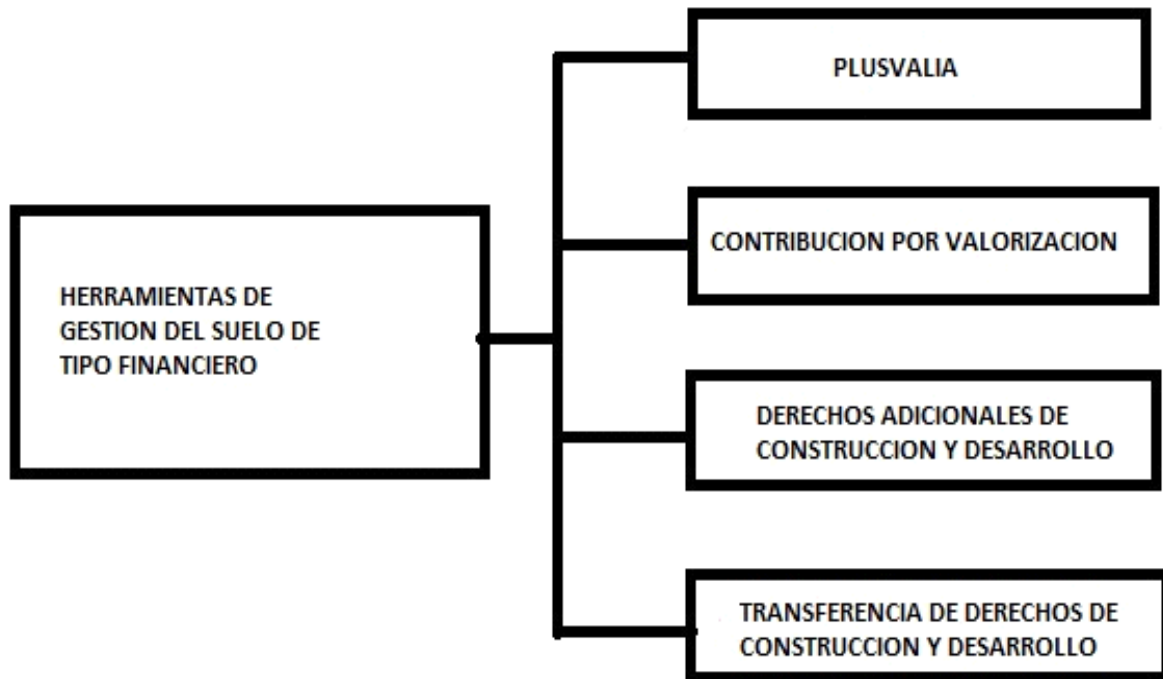 HERRAMIENTAS DE
GESTION DEL SUELO DE
TIPO FINANCIERO
PLUSVALIA
CONTRIBUCION POR VALORIZACION
DERECHOS ADICIONALES DE
CONSTRUCCION Y DESARROLLO
TRANSFERENCIA DE DERECHOS DE
CONSTRUCCION Y DESARROLLO